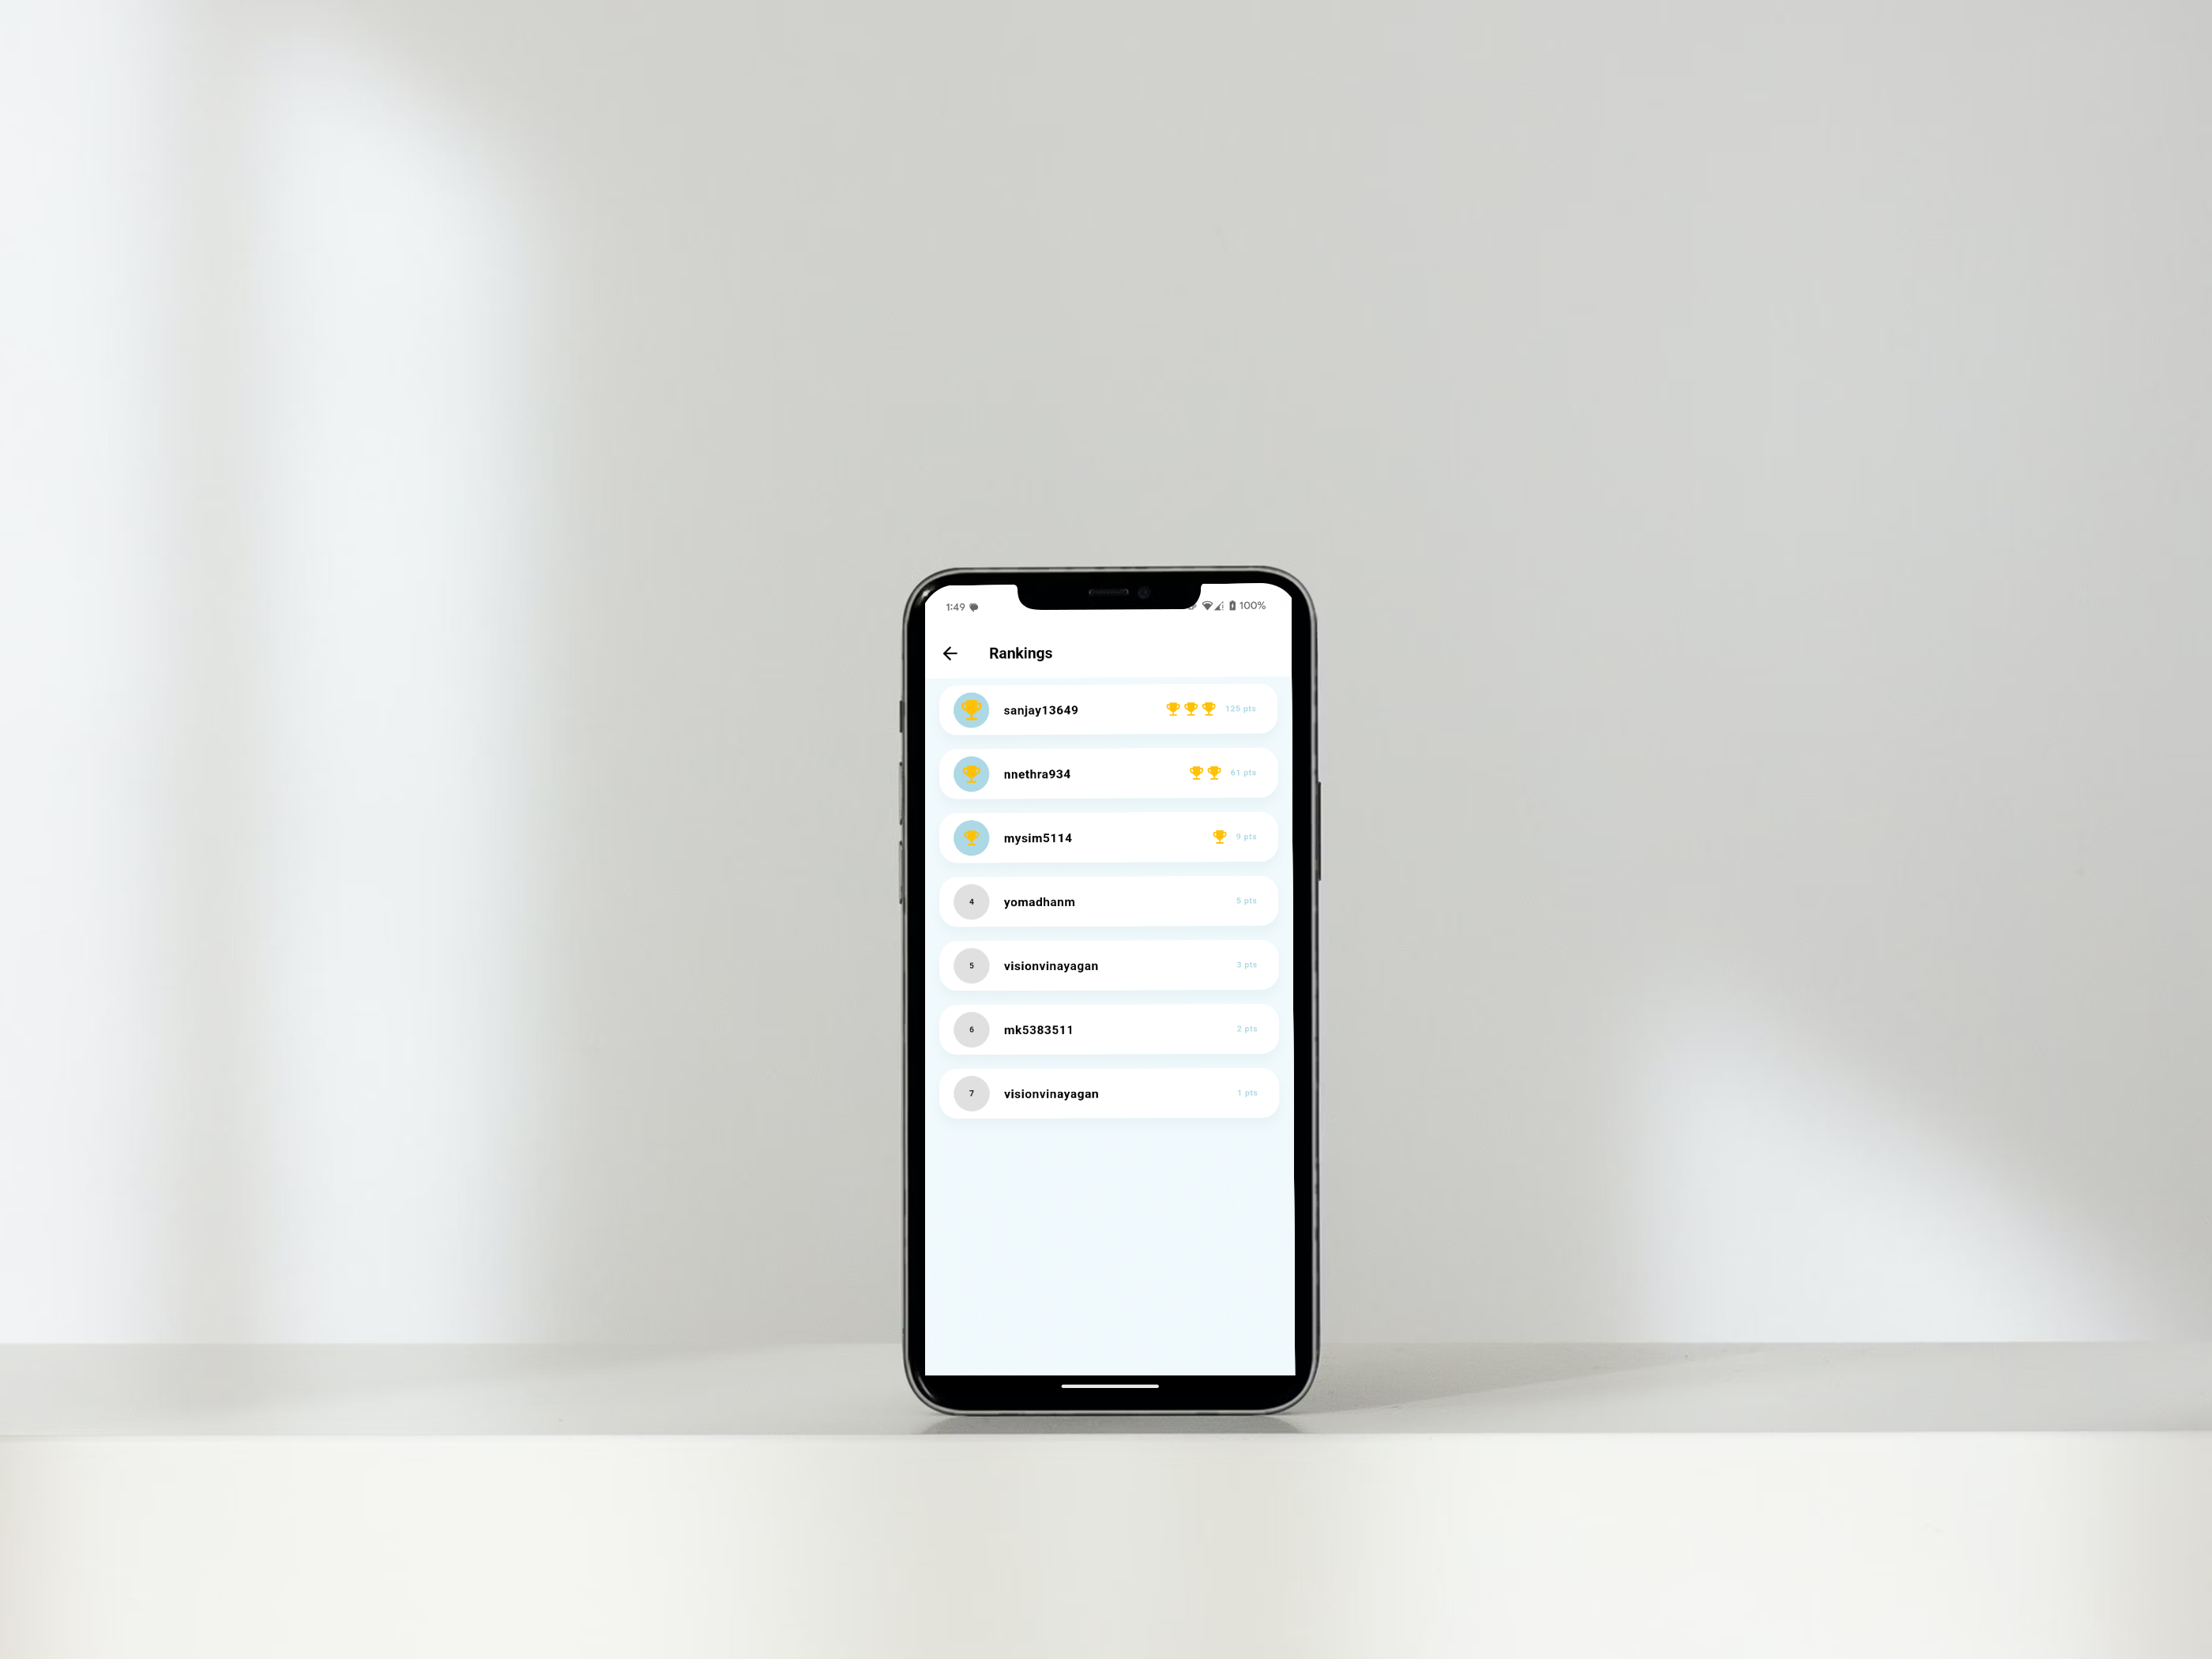 1:49 100%
Rankings
sanjay13649 125 pts
nnethra934 61 pts
mysim5114 9 pts
4 yomadhanm 5 pts
5 visionvinayagan 3 pts
6 mk5383511 2 pts
7 visionvinayagan 1 pts